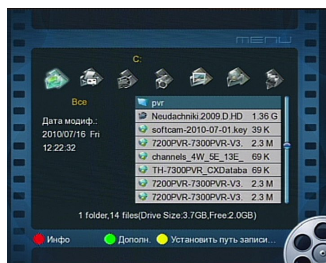 menu
C:
Все
Дата модиф.:
2010/07/16 Fri
12:22:32
pvr
Neudachniki.2009.D.HD 1.36 G
softcam-2010-07-01.key 39 K
7200PVR-7300PVR-V3. 2.3 M
channels_4W_5E_13E_ 69 K
TH-7300PVR_CXDataba 69 K
7200PVR-7300PVR-V3. 2.3 M
7200PVR-7300PVR-V3. 2.3 M
1 folder,14 files(Drive Size:3.7GB,Free:2.0GB)
Инфо Дополн. Установить путь записи...